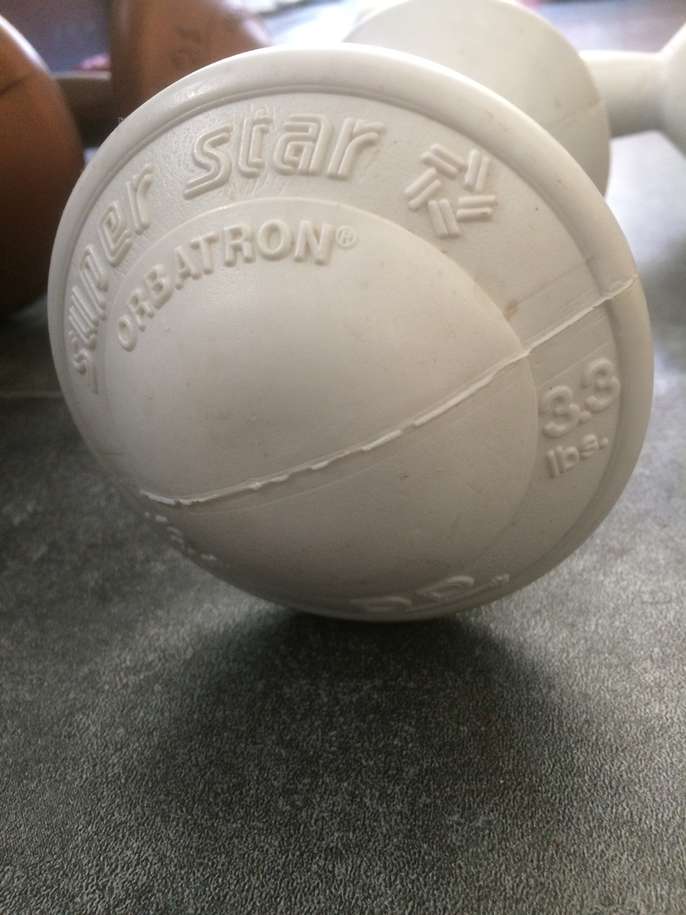 super star
ORBATRON®
3.3
lbs.